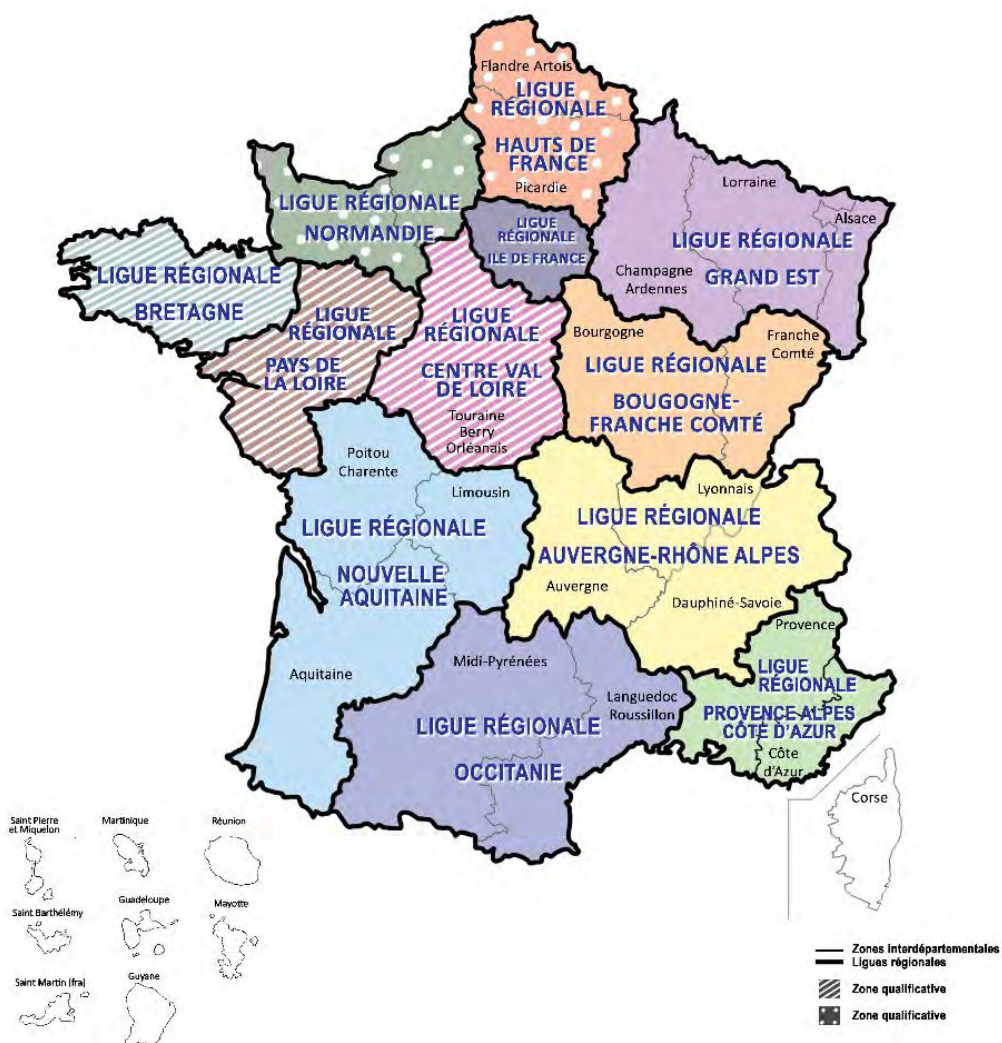 Flandre Artois
LIGUE
RÉGIONALE
HAUTS DE
FRANCE
Picardie
LIGUE RÉGIONALE
NORMANDIE
LIGUE
RÉGIONALE
ILE DE FRANCE
Lorraine
Alsace
LIGUE RÉGIONALE
GRAND EST
Champagne
Ardennes
LIGUE RÉGIONALE
BRETAGNE
LIGUE
RÉGIONALE
PAYS DE
LA LOIRE
LIGUE
RÉGIONALE
CENTRE VAL
DE LOIRE
Touraine
Berry
Orléanais
Bourgogne
Franche
Comté
LIGUE RÉGIONALE
BOUGOGNE-
FRANCHE COMTÉ
Poitou
Charente
Limousin
LIGUE RÉGIONALE
NOUVELLE
AQUITAINE
Aquitaine
Lyonnais
LIGUE RÉGIONALE
AUVERGNE-RHÔNE ALPES
Auvergne
Dauphiné-Savoie
Midi-Pyrénées
Languedoc
Roussillon
LIGUE RÉGIONALE
OCCITANIE
Provence
LIGUE
RÉGIONALE
PROVENCE ALPES
CÔTE D'AZUR
Côte
d'Azur
Corse
Saint Pierre
et Miquelon
Martinique
Réunion
Saint Barthélémy
Guadeloupe
Mayotte
Saint Martin (fra)
Guyane
Zones interdépartementales
Ligues régionales
Zone qualificative
Zone qualificative